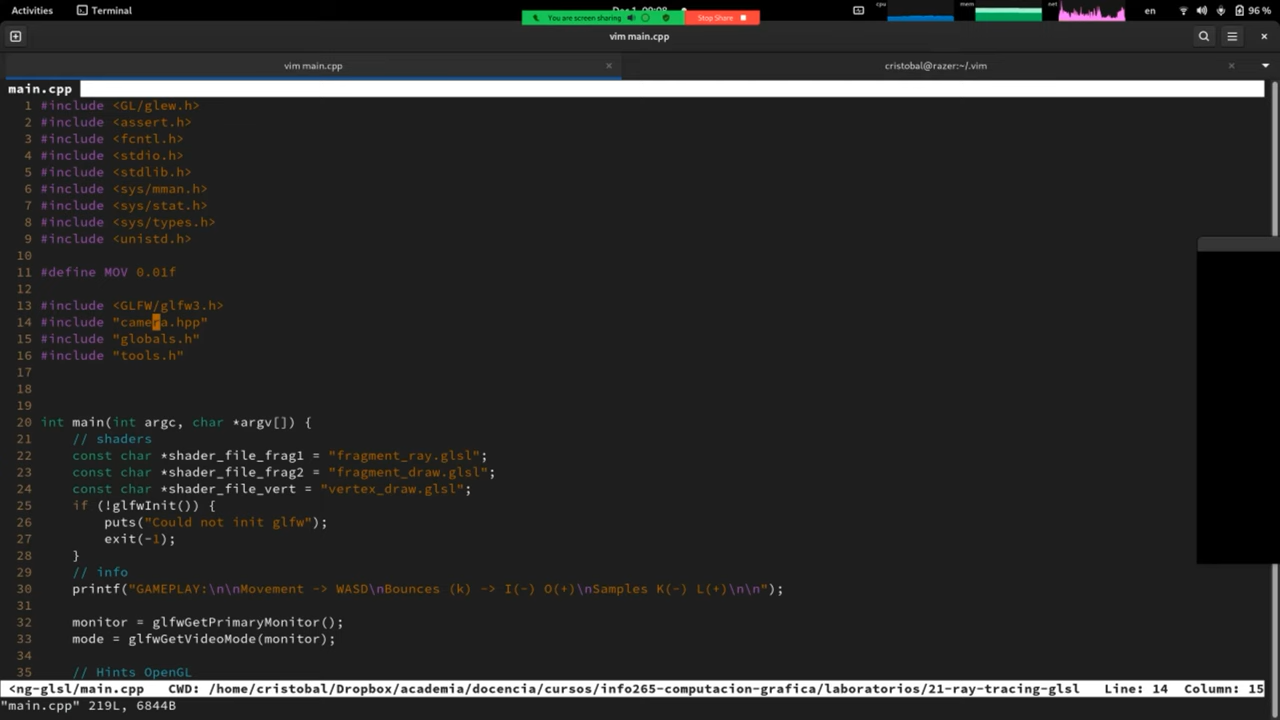 Activities Terminal cpu mem net en 96 %
You are screen sharing Stop Share
vim main.cpp
vim main.cpp × cristobal@razer:~/.vim ×
main.cpp
1 #include <GL/glew.h>
2 #include <assert.h>
3 #include <fcntl.h>
4 #include <stdio.h>
5 #include <stdlib.h>
6 #include <sys/mman.h>
7 #include <sys/stat.h>
8 #include <sys/types.h>
9 #include <unistd.h>
10
11 #define MOV 0.01f
12
13 #include <GLFW/glfw3.h>
14 #include "camera.hpp"
15 #include "globals.h"
16 #include "tools.h"
17
18
19
20 int main(int argc, char *argv[]) {
21 // shaders
22 const char *shader_file_frag1 = "fragment_ray.glsl";
23 const char *shader_file_frag2 = "fragment_draw.glsl";
24 const char *shader_file_vert = "vertex_draw.glsl";
25 if (!glfwInit()) {
26 puts("Could not init glfw");
27 exit(-1);
28 }
29 // info
30 printf("GAMEPLAY:\n\nMovement -> WASD\nBounces (k) -> I(-) O(+)\nSamples K(-) L(+)\n\n");
31
32 monitor = glfwGetPrimaryMonitor();
33 mode = glfwGetVideoMode(monitor);
34
35 // Hints OpenGL
<ng-glsl/main.cpp CWD: /home/cristobal/Dropbox/academia/docencia/cursos/info265-computacion-grafica/laboratorios/21-ray-tracing-glsl Line: 14 Column: 15
"main.cpp" 219L, 6844B